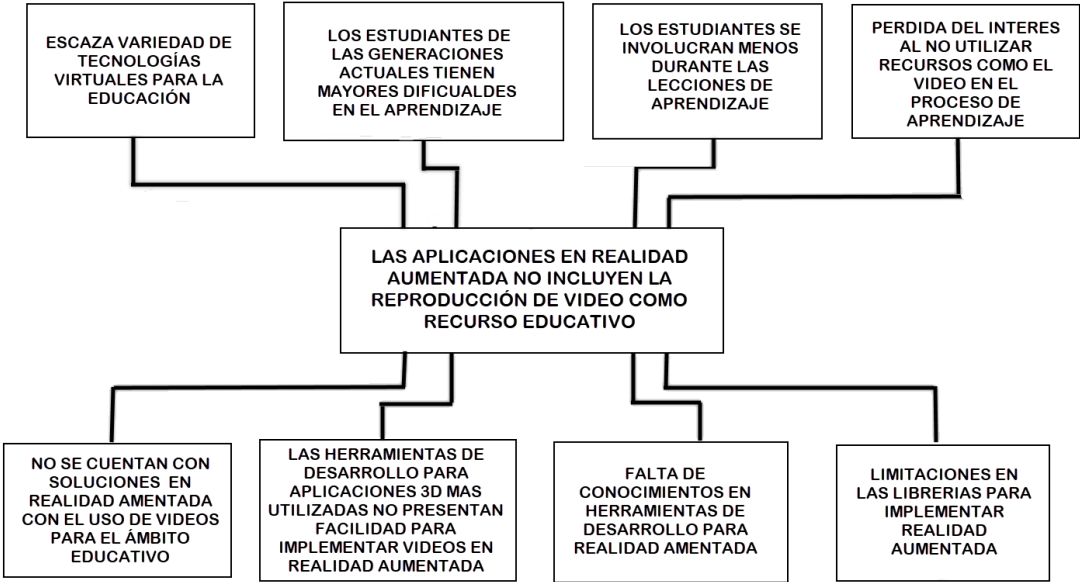 ESCAZA VARIEDAD DE
TECNOLOGÍAS
VIRTUALES PARA LA
EDUCACIÓN
LOS ESTUDIANTES DE
LAS GENERACIONES
ACTUALES TIENEN
MAYORES DIFICUALDES
EN EL APRENDIZAJE
LOS ESTUDIANTES SE
INVOLUCRAN MENOS
DURANTE LAS
LECCIONES DE
APRENDIZAJE
PERDIDA DEL INTERES
AL NO UTILIZAR
RECURSOS COMO EL
VIDEO EN EL
PROCESO DE
APRENDIZAJE
LAS APLICACIONES EN REALIDAD
AUMENTADA NO INCLUYEN LA
REPRODUCCIÓN DE VIDEO COMO
RECURSO EDUCATIVO
NO SE CUENTAN CON
SOLUCIONES EN
REALIDAD AMENTADA
CON EL USO DE VIDEOS
PARA EL ÁMBITO
EDUCATIVO
LAS HERRAMIENTAS DE
DESARROLLO PARA
APLICACIONES 3D MAS
UTILIZADAS NO PRESENTAN
FACILIDAD PARA
IMPLEMENTAR VIDEOS EN
REALIDAD AUMENTADA
FALTA DE
CONOCIMIENTOS EN
HERRAMIENTAS DE
DESARROLLO PARA
REALIDAD AMENTADA
LIMITACIONES EN
LAS LIBRERIAS PARA
IMPLEMENTAR
REALIDAD
AUMENTADA